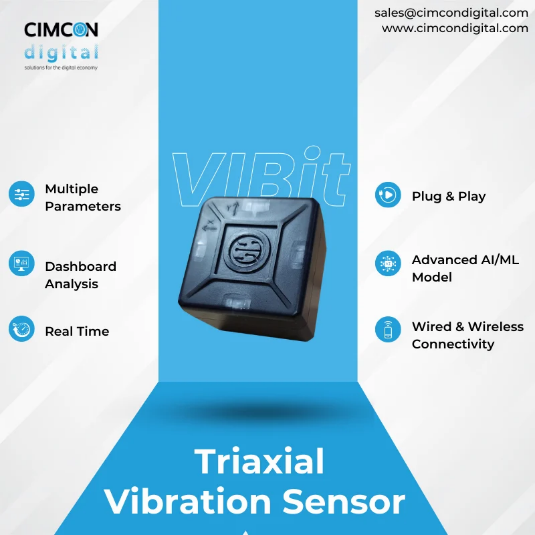 CIMCON
digital
solutions for the digital economy
sales@cimcondigital.com
www.cimcondigital.com
VIBit
Multiple
Parameters
Dashboard
Analysis
Real Time
Plug & Play
Advanced AI/ML
Model
Wired & Wireless
Connectivity
Triaxial
Vibration Sensor